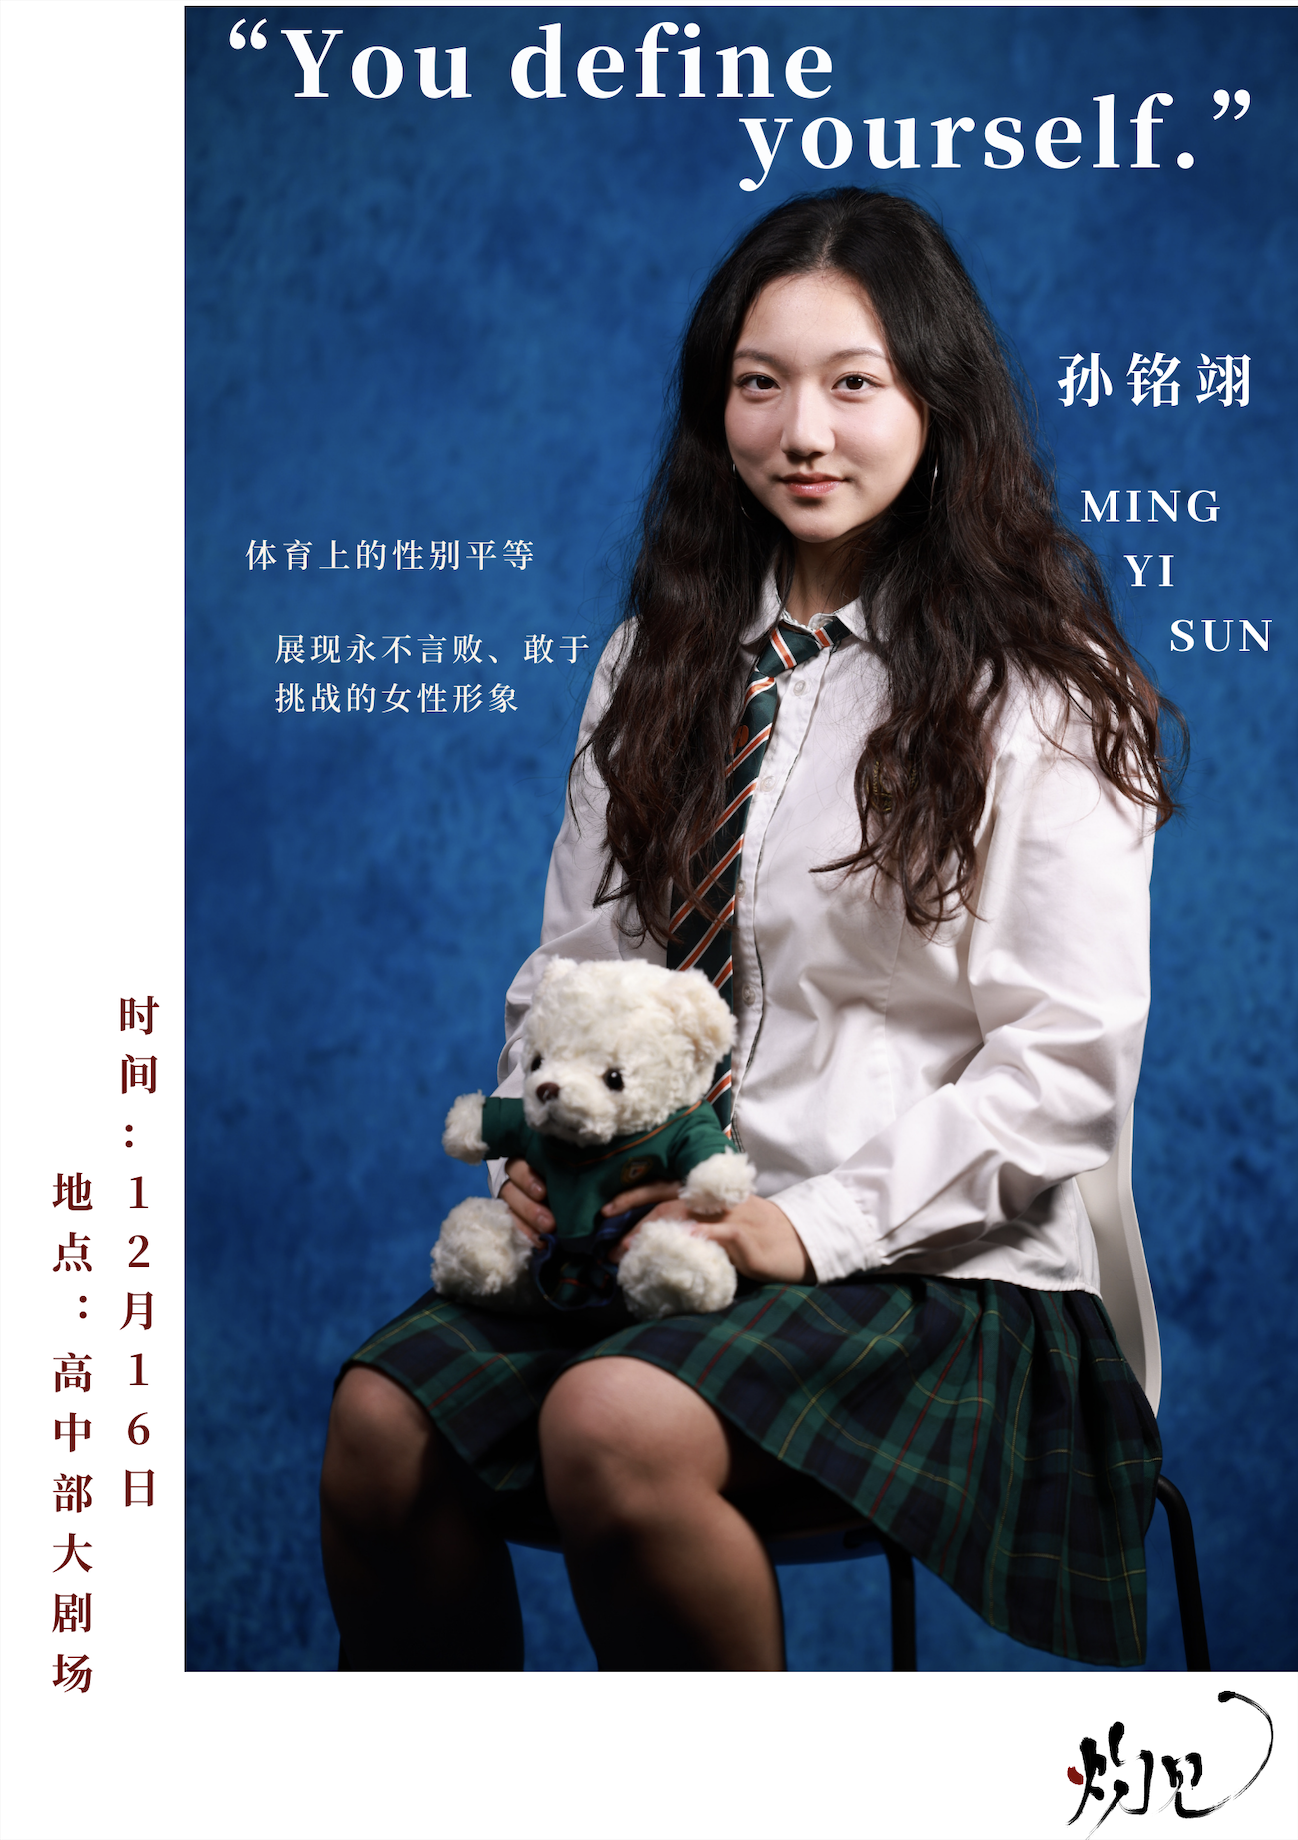 “You define
yourself.”
孙铭翊
MING
YI
SUN
体育上的性别平等
展现永不言败、敢于
挑战的女性形象
时间：12月16日
地点：高中部大剧场
灼见